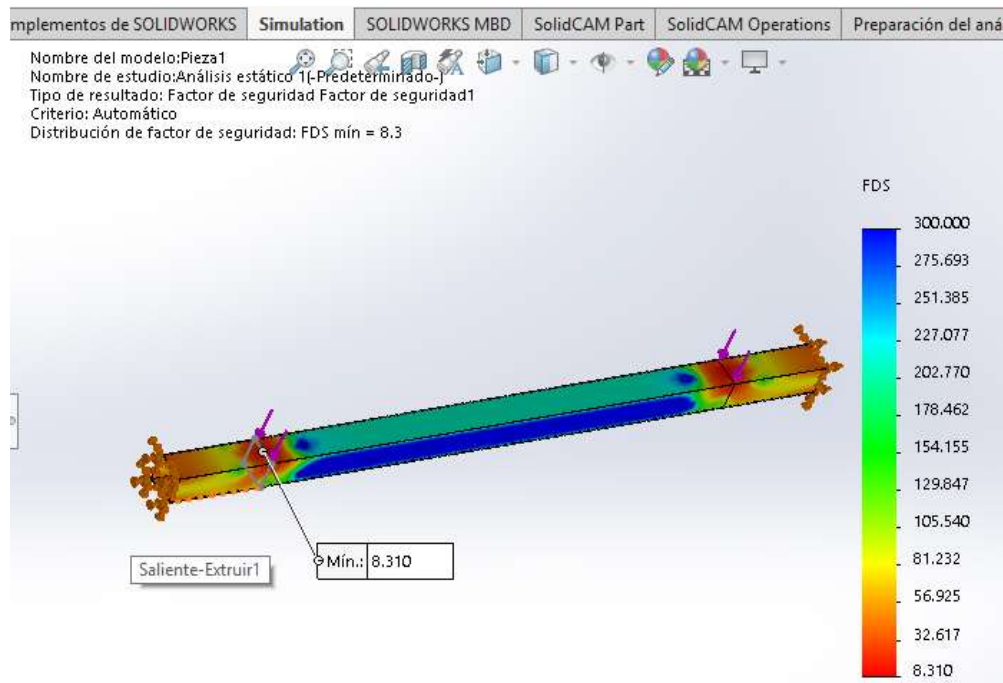 mplementos de SOLIDWORKS Simulation SOLIDWORKS MBD SolidCAM Part SolidCAM Operations Preparación del aná
Nombre del modelo:Pieza1
Nombre de estudio:Análisis estático 1(-Predeterminado-)
Tipo de resultado: Factor de seguridad Factor de seguridad1
Criterio: Automático
Distribución de factor de seguridad: FDS mín = 8.3
FDS
300.000
275.693
251.385
227.077
202.770
178.462
154.155
129.847
105.540
81.232
56.925
32.617
8.310
Mín.: 8.310
Saliente-Extruir1